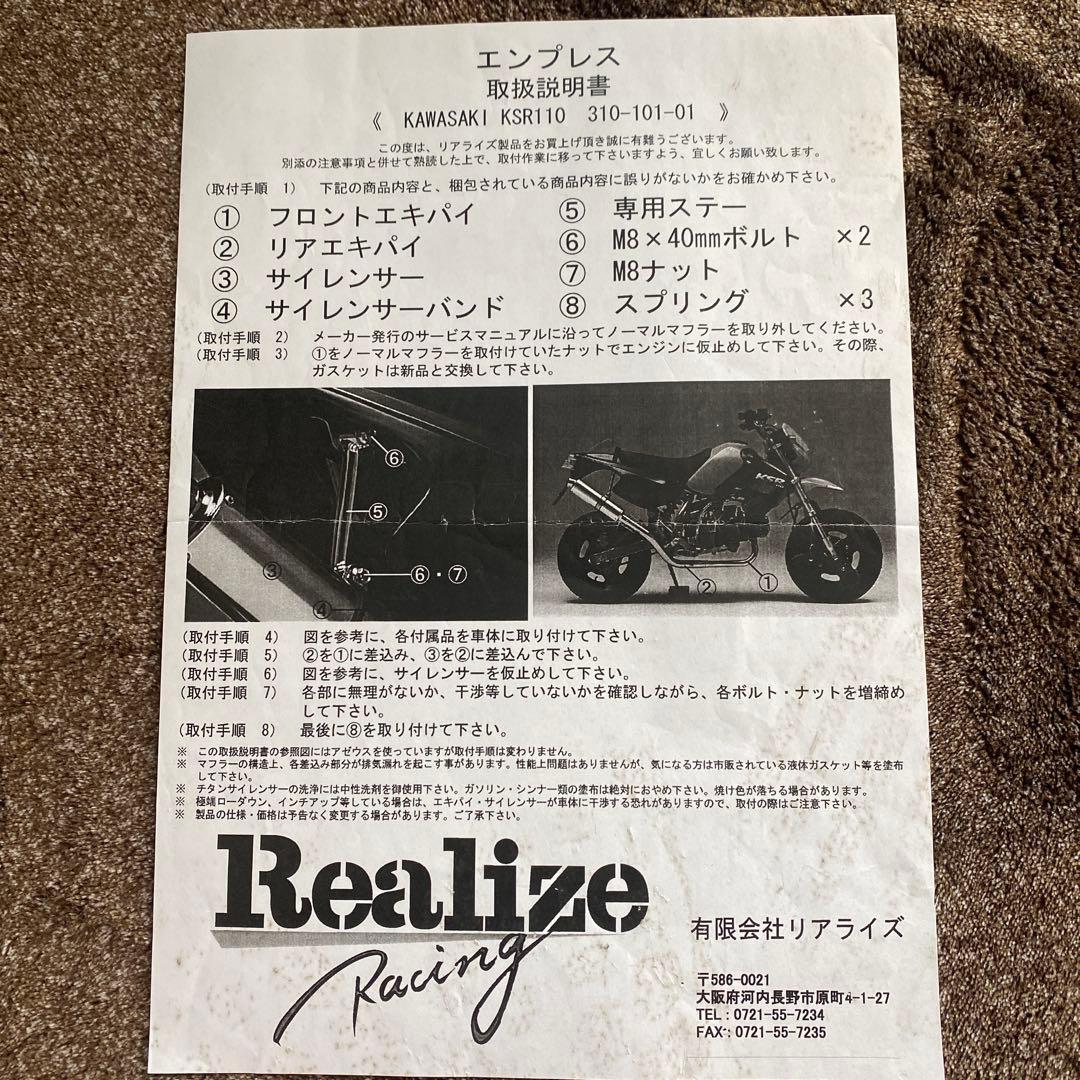 エンプレス
取扱説明書
《 KAWASAKI KSR110 310-101-01 》
この度は、リアライズ製品をお買上げ頂き誠に有難うございます。
別添の注意事項と併せて熟読した上で、取付作業に移って下さいますよう、宜しくお願い致します。
(取付手順 1) 下記の商品内容と、梱包されている商品内容に誤りがないかをお確かめ下さい。
① フロントエキパイ ⑤ 専用ステー
② リアエキパイ ⑥ M8×40mmボルト ×2
③ サイレンサー ⑦ M8ナット
④ サイレンサーバンド ⑧ スプリング ×3
(取付手順 2) メーカー発行のサービスマニュアルに沿ってノーマルマフラーを取り外してください。
(取付手順 3) ①をノーマルマフラーを取付けていたナットでエンジンに仮止めして下さい。その際、
ガスケットは新品と交換して下さい。
⑥
⑤
③ ⑥・⑦
④
KSR
② ①
(取付手順 4) 図を参考に、各付属品を車体に取り付けて下さい。
(取付手順 5) ②を①に差込み、③を②に差込んで下さい。
(取付手順 6) 図を参考に、サイレンサーを仮止めして下さい。
(取付手順 7) 各部に無理がないか、干渉等していないかを確認しながら、各ボルト・ナットを増締め
して下さい。
(取付手順 8) 最後に⑧を取り付けて下さい。
※ この取扱説明書の参照図にはアゼウスを使っていますが取付手順は変わりません。
※ マフラーの構造上、各差込み部分が排気漏れを起こす事があります。性能上問題はありませんが、気になる方は市販されている液体ガスケット等を塗布
して下さい。
※ チタンサイレンサーの洗浄には中性洗剤を御使用下さい。ガソリン・シンナー類の塗布は絶対におやめ下さい。焼け色が落ちる場合があります。
※ 極端ローダウン、インチアップ等している場合は、エキパイ・サイレンサーが車体に干渉する恐れがありますので、取付の際はご注意下さい。
※ 製品の仕様・価格は予告なく変更する場合があります。ご了承下さい。
Realize
Racing
有限会社リアライズ
〒586-0021
大阪府河内長野市原町4-1-27
TEL : 0721-55-7234
FAX : 0721-55-7235